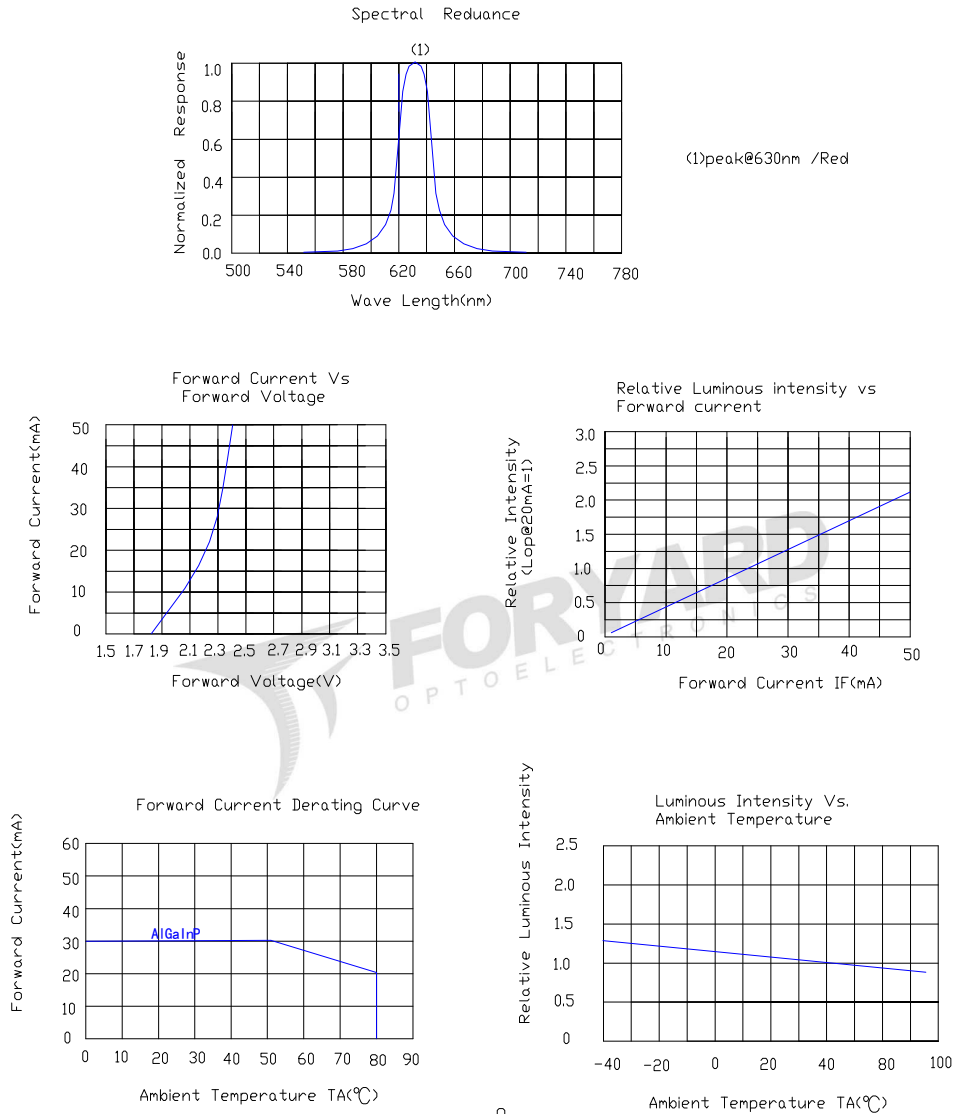 Spectral Reduance
(1)
Normalized Response
1.0
0.8
0.6
0.4
0.2
0.0
500 540 580 620 660 700 740 780
Wave Length(nm)
(1)peak@630nm /Red
Forward Current Vs
Forward Voltage
Forward Current(mA)
50
40
30
20
10
0
1.5 1.7 1.9 2.1 2.3 2.5 2.7 2.9 3.1 3.3 3.5
Forward Voltage(V)
Relative Luminous intensity vs
Forward current
Relative Intensity
(Lop@20mA=1)
3.0
2.5
2.0
1.5
1.0
0.5
0
0 10 20 30 40 50
Forward Current IF(mA)
FORYARD
OPTOELECTRONICS
Forward Current Derating Curve
Forward Current(mA)
60
50
40
30
20
10
0
AlGaInP
0 10 20 30 40 50 60 70 80 90
Ambient Temperature TA(℃)
Luminous Intensity Vs.
Ambient Temperature
Relative Luminous Intensity
2.5
2.0
1.5
1.0
0.5
0
-40 -20 0 20 40 60 80 100
Ambient Temperature TA(℃)